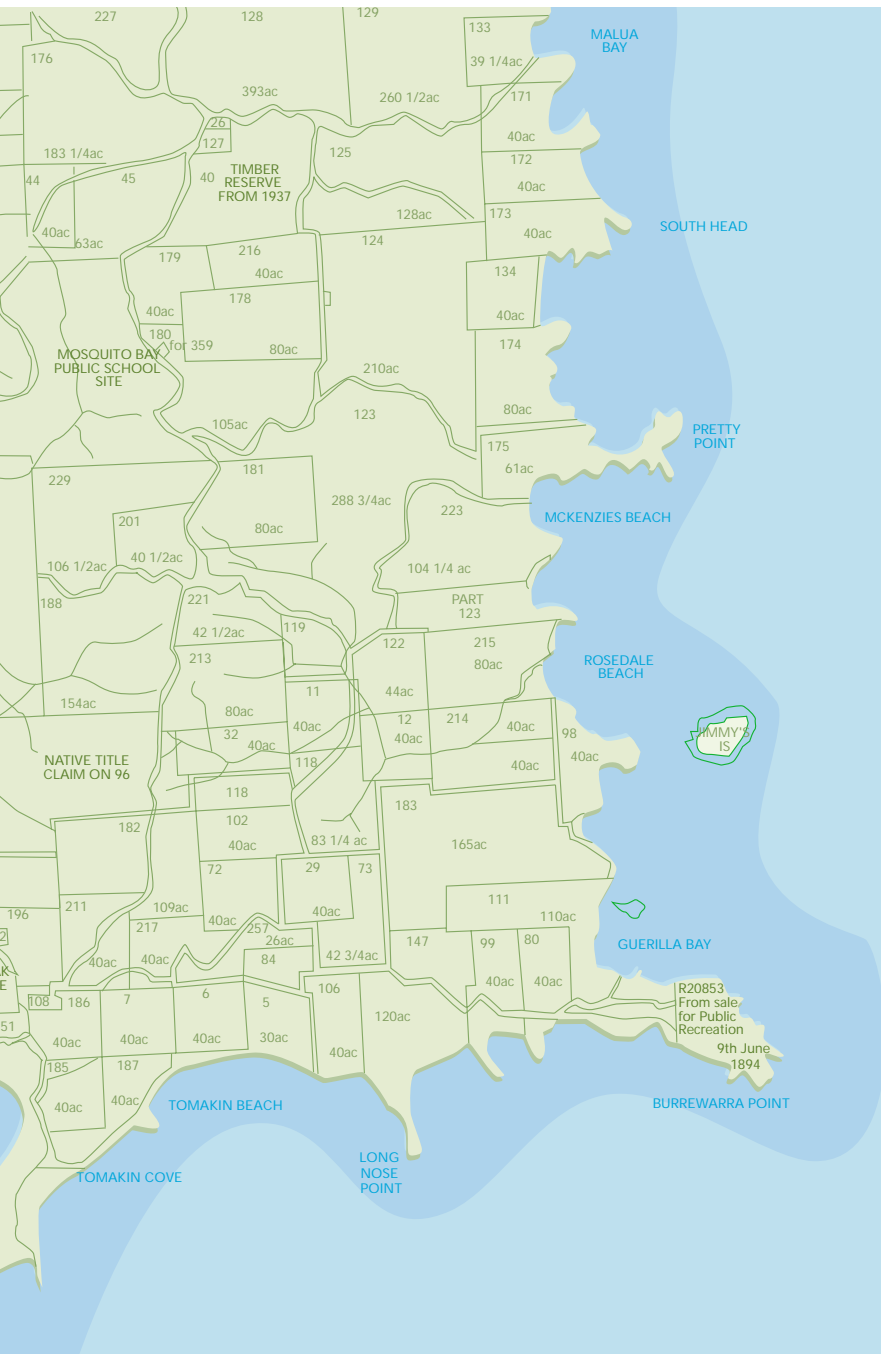 227
128
129
133
MALUA
BAY
176
39 1/4ac
393ac
260 1/2ac
171
26
127
40ac
183 1/4ac
125
172
TIMBER
RESERVE
FROM 1937
44
45
40
40ac
128ac
173
40ac
63ac
124
40ac
SOUTH HEAD
179
216
40ac
134
178
40ac
40ac
180
for 359
80ac
174
MOSQUITO BAY
PUBLIC SCHOOL
SITE
210ac
105ac
123
80ac
PRETTY
POINT
175
61ac
229
181
288 3/4ac
223
201
80ac
MCKENZIES BEACH
106 1/2ac
40 1/2ac
104 1/4 ac
188
221
PART
123
42 1/2ac
119
122
215
213
80ac
ROSEDALE
BEACH
154ac
80ac
11
44ac
32
40ac
40ac
12
40ac
214
40ac
98
JIMMY'S
IS
NATIVE TITLE
CLAIM ON 96
118
40ac
40ac
118
183
182
102
40ac
83 1/4 ac
165ac
72
29
73
196
211
109ac
40ac
40ac
111
110ac
217
257
26ac
147
99
80
GUERILLA BAY
2
40ac
40ac
84
42 3/4ac
K
E
108
186
7
6
5
106
40ac
40ac
R20853
From sale
for Public
Recreation
9th June
1894
51
40ac
40ac
40ac
30ac
120ac
40ac
185
187
40ac
40ac
TOMAKIN BEACH
BURREWARRA POINT
LONG
NOSE
POINT
TOMAKIN COVE